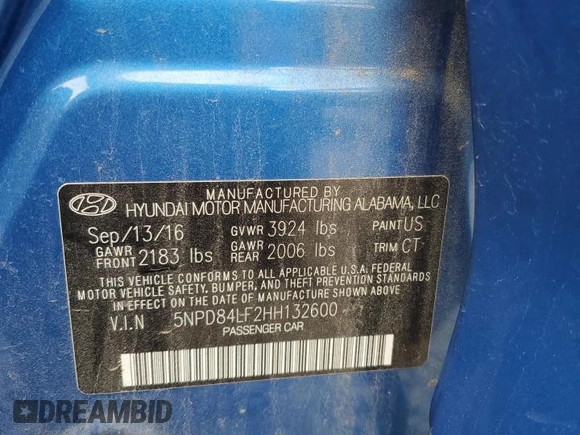 MANUFACTURED BY
HYUNDAI MOTOR MANUFACTURING ALABAMA, LLC
Sep/13/16 GVWR 3924 lbs PAINT US
GAWR FRONT 2183 lbs GAWR REAR 2006 lbs TRIM CT
THIS VEHICLE CONFORMS TO ALL APPLICABLE U.S.A. FEDERAL
MOTOR VEHICLE SAFETY, BUMPER, AND THEFT PREVENTION STANDARDS
IN EFFECT ON THE DATE OF MANUFACTURE SHOWN ABOVE.
V.I.N 5NPD84LF2HH132600
PASSENGER CAR
DREAMBID